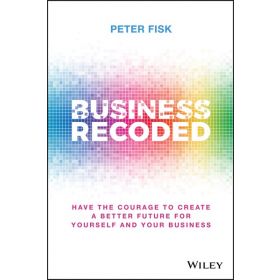 PETER FISK
BUSINESS
RECODED
HAVE THE COURAGE TO CREATE
A BETTER FUTURE FOR
YOURSELF AND YOUR BUSINESS
WILEY